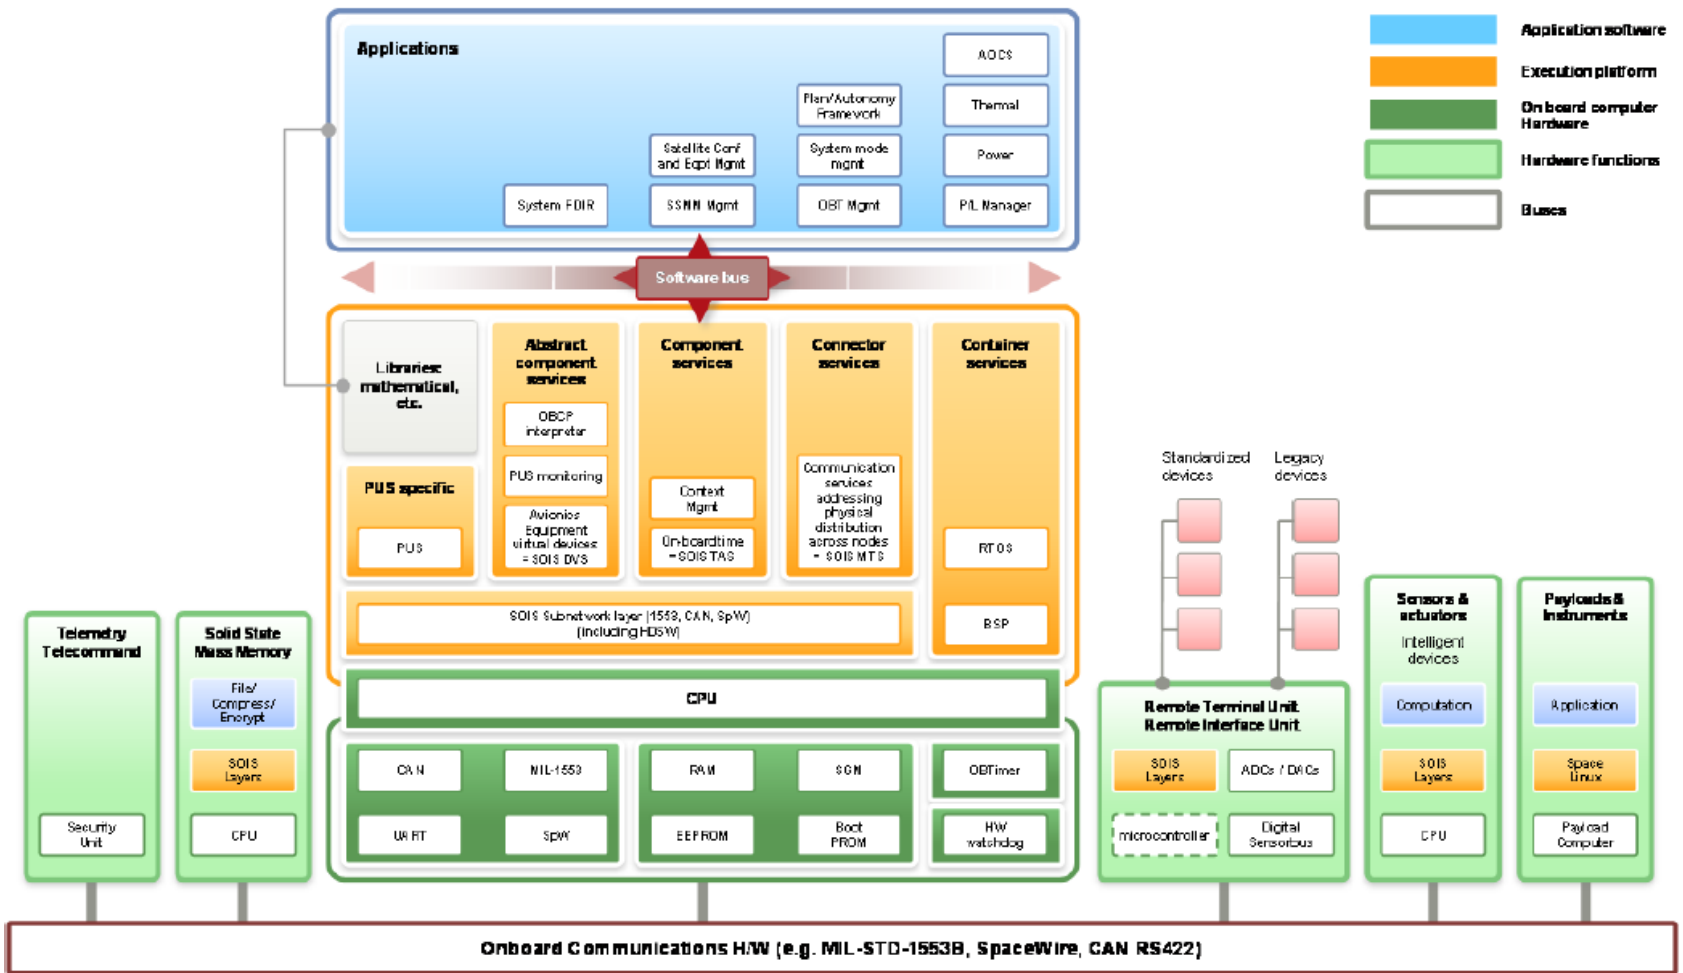 Applications
AOCS
Plan/Autonomy
Framework
Thermal
Satellite Conf
and Eqpt Mgmt
System mode
mgmt
Power
System FDIR
SSMM Mgmt
OBT Mgmt
P/L Manager
Application software
Execution platform
On board computer
Hardware
Hardware functions
Buses
Software bus
Libraries:
mathematical,
etc.
PUS specific
PUS
Abstract
component
services
OBCP
interpreter
PUS monitoring
Avionics
Equipment
virtual devices
= SOIS DVS
Component
services
Context
Mgmt
On-boardtime
= SOIS TAS
Connector
services
Communication
services
addressing
physical
distribution
across nodes
= SOIS MTS
Container
services
RTOS
BSP
SOIS Subnetwork layer (1553, CAN, SpW)
(including HDSW)
CPU
CAN
MIL-1553
UART
SpW
RAM
SGM
EEPROM
Boot
PROM
OBTimer
HW
watchdog
Telemetry
Telecommand
Security
Unit
Solid State
Mass Memory
File/
Compress/
Encrypt
SOIS
Layers
CPU
Standardized
devices
Legacy
devices
Remote Terminal Unit
Remote Interface Unit
SOIS
Layers
ADCs / DACs
microcontroller
Digital
Sensorbus
Sensors &
actuators
Intelligent
devices
Computation
SOIS
Layers
CPU
Payloads &
Instruments
Application
Space
Linux
Payload
Computer
Onboard Communications H/W (e.g. MIL-STD-1553B, SpaceWire, CAN RS422)